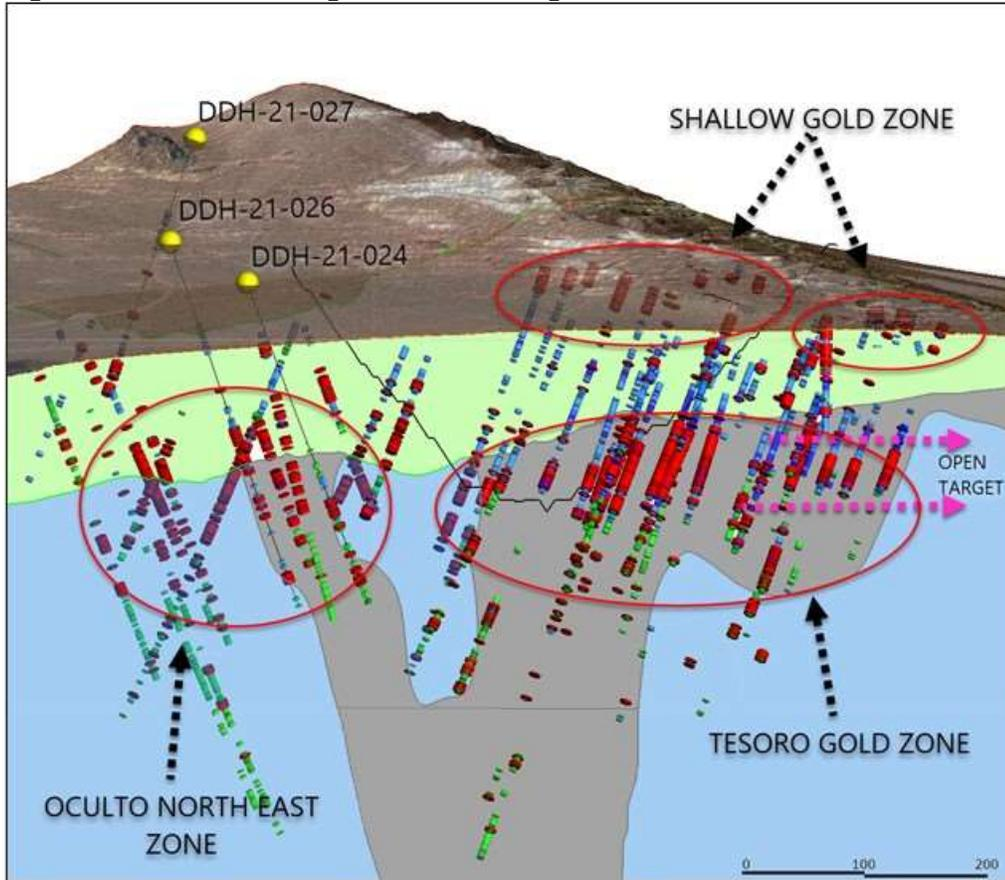 DDH-21-027
SHALLOW GOLD ZONE
DDH-21-026
DDH-21-024
OPEN
TARGET
TESORO GOLD ZONE
OCULTO NORTH EAST
ZONE
0 100 200